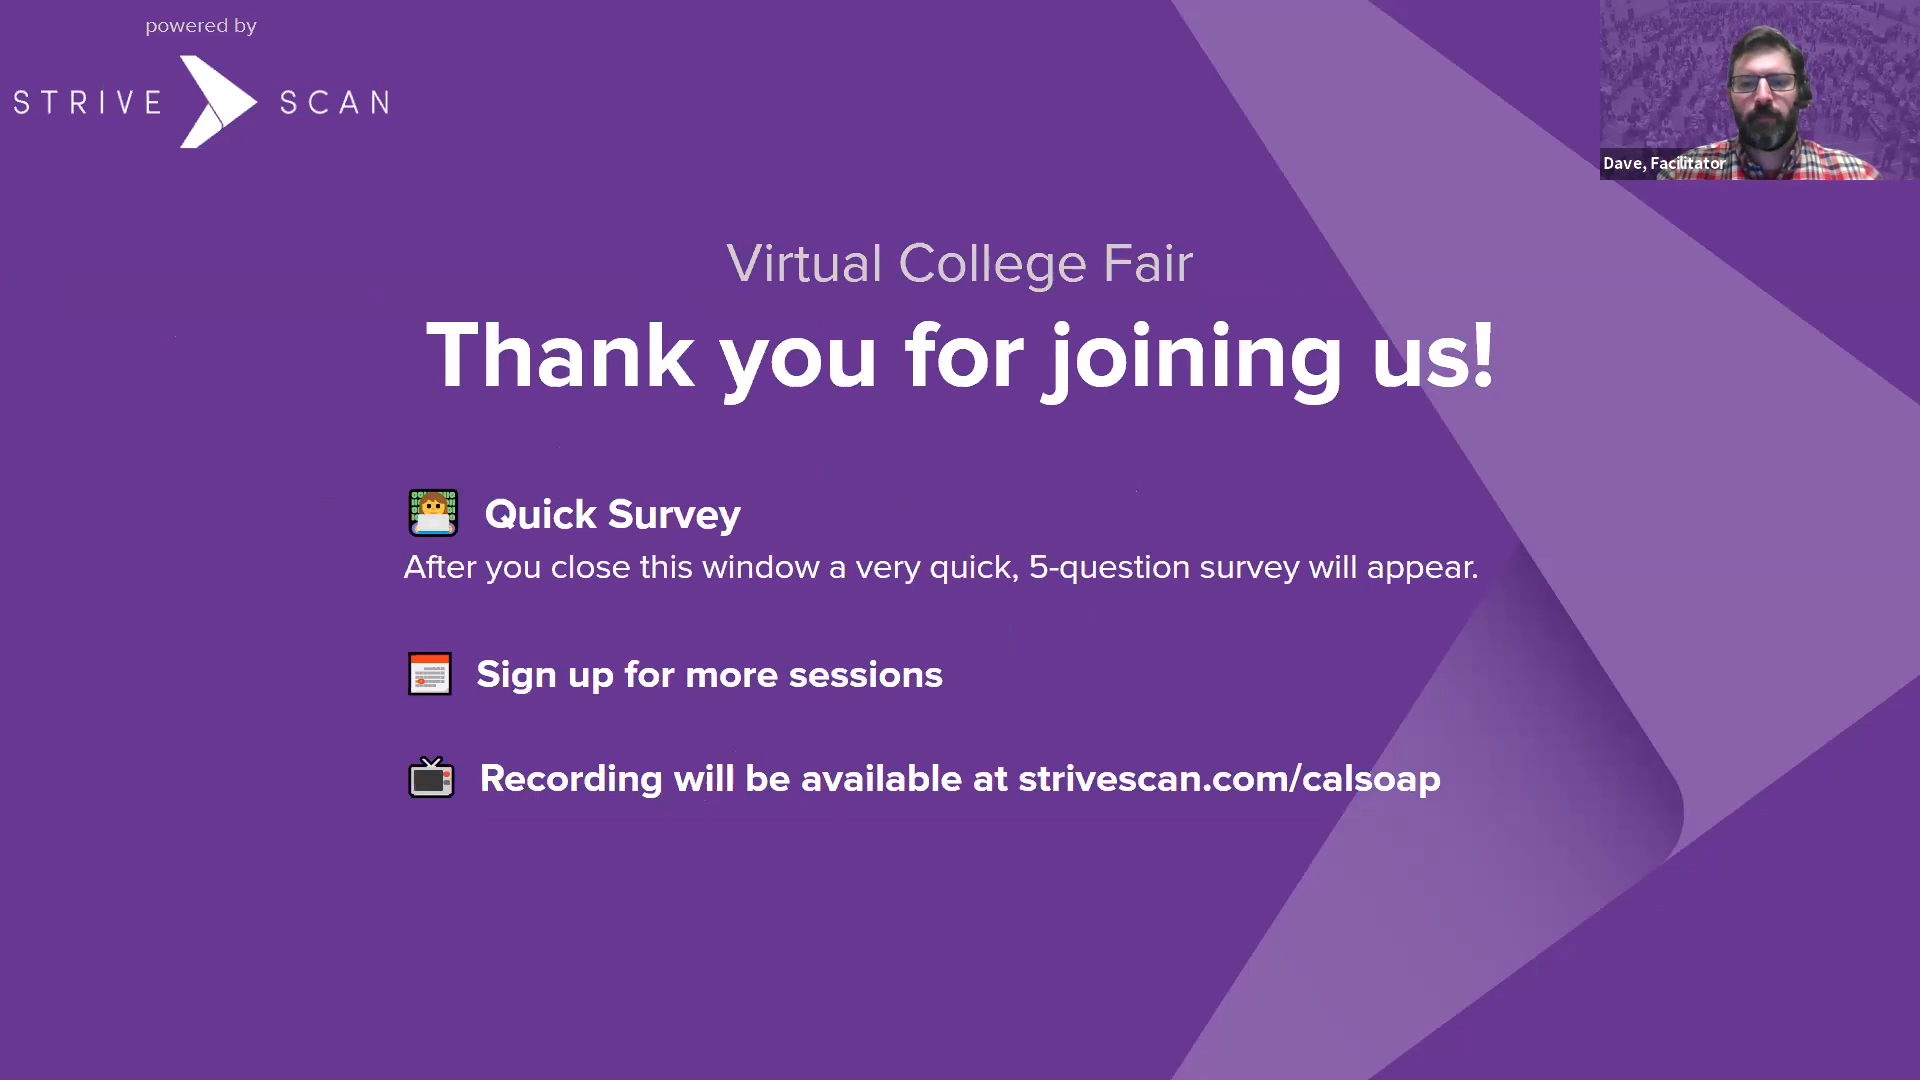 powered by
STRIVE SCAN
Dave, Facilitator
Virtual College Fair
Thank you for joining us!
Quick Survey
After you close this window a very quick, 5-question survey will appear.
Sign up for more sessions
Recording will be available at strivescan.com/calsoap